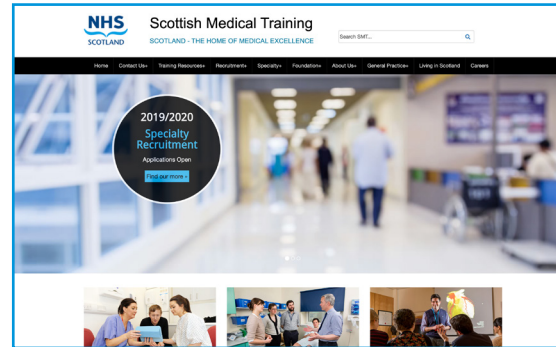 NHS
SCOTLAND
Scottish Medical Training
SCOTLAND - THE HOME OF MEDICAL EXCELLENCE
Search SMT...
Home Contact Us+ Training Resources+ Recruitment+ Specialty+ Foundation+ About Us+ General Practice+ Living in Scotland Careers
2019/2020
Specialty
Recruitment
Applications Open
Find our more »